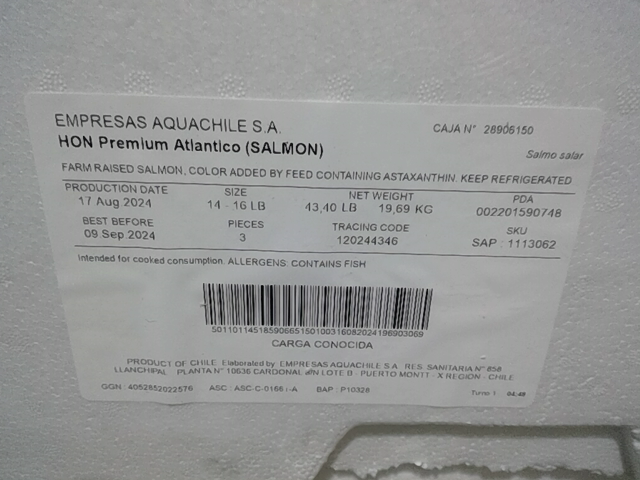 EMPRESAS AQUACHILE S.A.
CAJA N° 28906150
HON Premium Atlantico (SALMON)
Salmo salar
FARM RAISED SALMON, COLOR ADDED BY FEED CONTAINING ASTAXANTHIN. KEEP REFRIGERATED
PRODUCTION DATE SIZE NET WEIGHT PDA
17 Aug 2024 14 - 16 LB 43,40 LB 19,69 KG 002201590748
BEST BEFORE PIECES TRACING CODE SKU
09 Sep 2024 3 120244346 SAP : 1113062
Intended for cooked consumption. ALLERGENS: CONTAINS FISH
50110114518590665150100316082024196903069
CARGA CONOCIDA
PRODUCT OF CHILE. Elaborated by: EMPRESAS AQUACHILE S.A. RES. SANITARIA N° 858
LLANCHIPAL PLANTA N° 10636 CARDONAL LOTE B - PUERTO MONTT - X REGION - CHILE
GGN : 4052852022576 ASC : BAP : P10328 Turno: 1 04:49